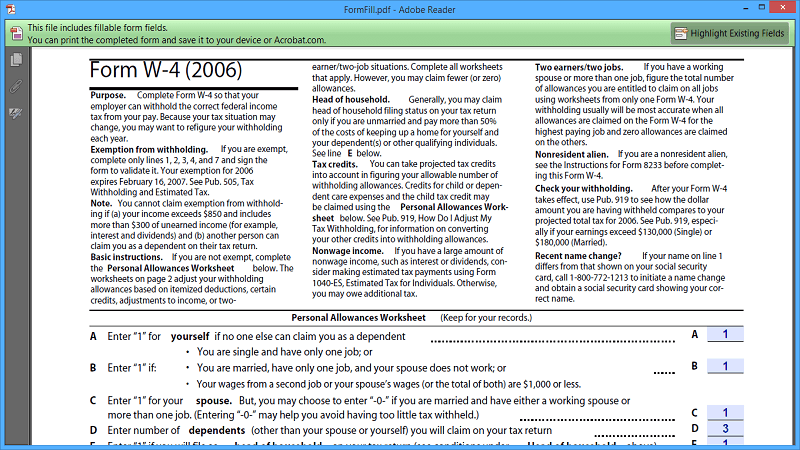 FormFill.pdf - Adobe Reader
This file includes fillable form fields.
You can print the completed form and save it to your device or Acrobat.com.
Highlight Existing Fields
Form W-4 (2006)
Purpose. Complete Form W-4 so that your
employer can withhold the correct federal income
tax from your pay. Because your tax situation may
change, you may want to refigure your withholding
each year.
Exemption from withholding. If you are exempt,
complete only lines 1, 2, 3, 4, and 7 and sign the
form to validate it. Your exemption for 2006
expires February 16, 2007. See Pub. 505, Tax
Withholding and Estimated Tax.
Note. You cannot claim exemption from withhold-
ing if (a) your income exceeds $850 and includes
more than $300 of unearned income (for example,
interest and dividends) and (b) another person can
claim you as a dependent on their tax return.
Basic instructions. If you are not exempt, complete
the Personal Allowances Worksheet below. The
worksheets on page 2 adjust your withholding
allowances based on itemized deductions, certain
credits, adjustments to income, or two-
earner/two-job situations. Complete all worksheets
that apply. However, you may claim fewer (or zero)
allowances.
Head of household. Generally, you may claim
head of household filing status on your tax return
only if you are unmarried and pay more than 50%
of the costs of keeping up a home for yourself and
your dependent(s) or other qualifying individuals.
See line E below.
Tax credits. You can take projected tax credits
into account in figuring your allowable number of
withholding allowances. Credits for child or depen-
dent care expenses and the child tax credit may
be claimed using the Personal Allowances Work-
sheet below. See Pub. 919, How Do I Adjust My
Tax Withholding, for information on converting
your other credits into withholding allowances.
Nonwage income. If you have a large amount of
nonwage income, such as interest or dividends, con-
sider making estimated tax payments using Form
1040-ES, Estimated Tax for Individuals. Otherwise,
you may owe additional tax.
Two earners/two jobs. If you have a working
spouse or more than one job, figure the total number
of allowances you are entitled to claim on all jobs
using worksheets from only one Form W-4. Your
withholding usually will be most accurate when all
allowances are claimed on the Form W-4 for the
highest paying job and zero allowances are claimed
on the others.
Nonresident alien. If you are a nonresident alien,
see the Instructions for Form 8233 before complet-
ing this Form W-4.
Check your withholding. After your Form W-4
takes effect, use Pub. 919 to see how the dollar
amount you are having withheld compares to your
projected total tax for 2006. See Pub. 919, especi-
ally if your earnings exceed $130,000 (Single) or
$180,000 (Married).
Recent name change? If your name on line 1
differs from that shown on your social security
card, call 1-800-772-1213 to initiate a name change
and obtain a social security card showing your cor-
rect name.
Personal Allowances Worksheet (Keep for your records.)
A Enter "1" for yourself if no one else can claim you as a dependent A 1
• You are single and have only one job; or
B Enter "1" if: • You are married, have only one job, and your spouse does not work; or B 1
• Your wages from a second job or your spouse's wages (or the total of both) are $1,000 or less.
C Enter "1" for your spouse. But, you may choose to enter "-0-" if you are married and have either a working spouse or
more than one job. (Entering "-0-" may help you avoid having too little tax withheld.) C 1
D Enter number of dependents (other than your spouse or yourself) you will claim on your tax return D 3